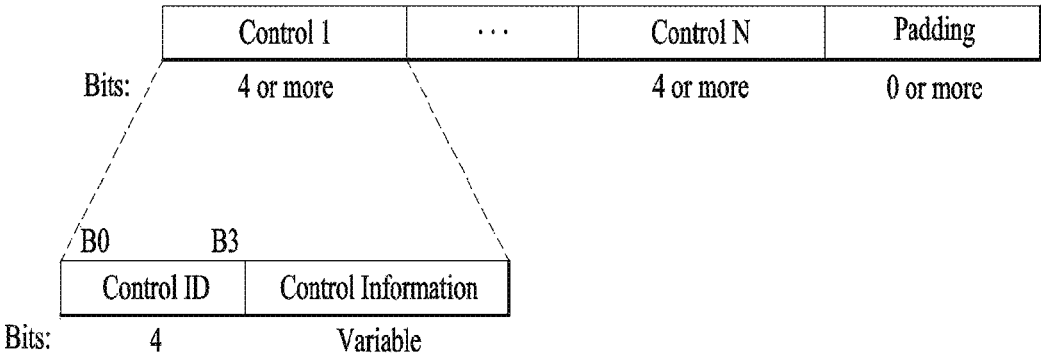 Control 1 ... Control N Padding
Bits: 4 or more 4 or more 0 or more
B0 B3
Control ID Control Information
Bits: 4 Variable